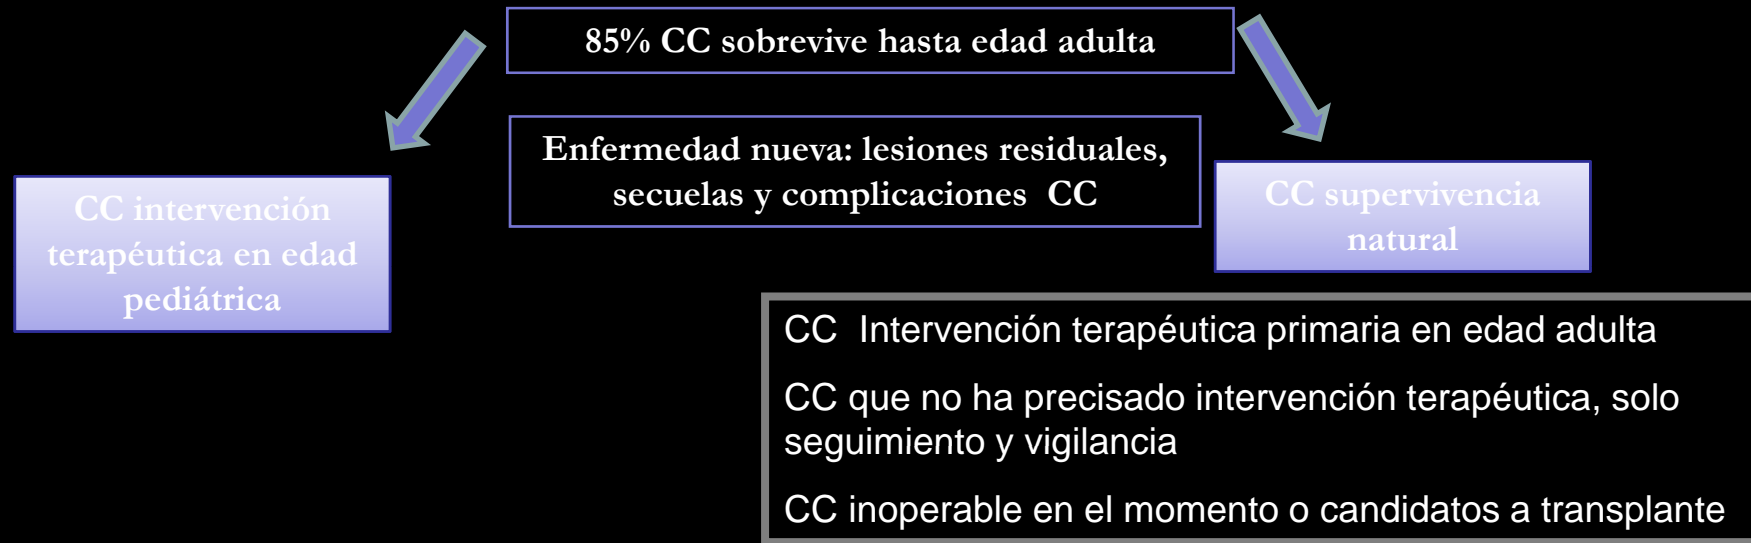 85% CC sobrevive hasta edad adulta
Enfermedad nueva: lesiones residuales,
secuelas y complicaciones CC
CC intervención
terapéutica en edad
pediátrica
CC supervivencia
natural
CC Intervención terapéutica primaria en edad adulta
CC que no ha precisado intervención terapéutica, solo
seguimiento y vigilancia
CC inoperable en el momento o candidatos a transplante